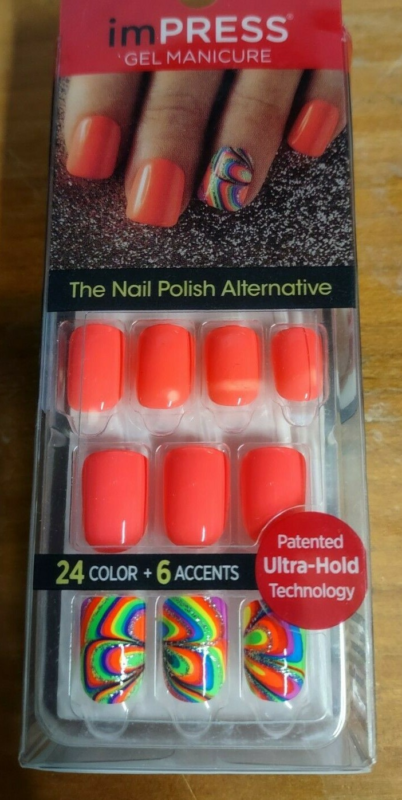 imPRESS®
GEL MANICURE
The Nail Polish Alternative
24 COLOR + 6 ACCENTS
Patented
Ultra-Hold
Technology